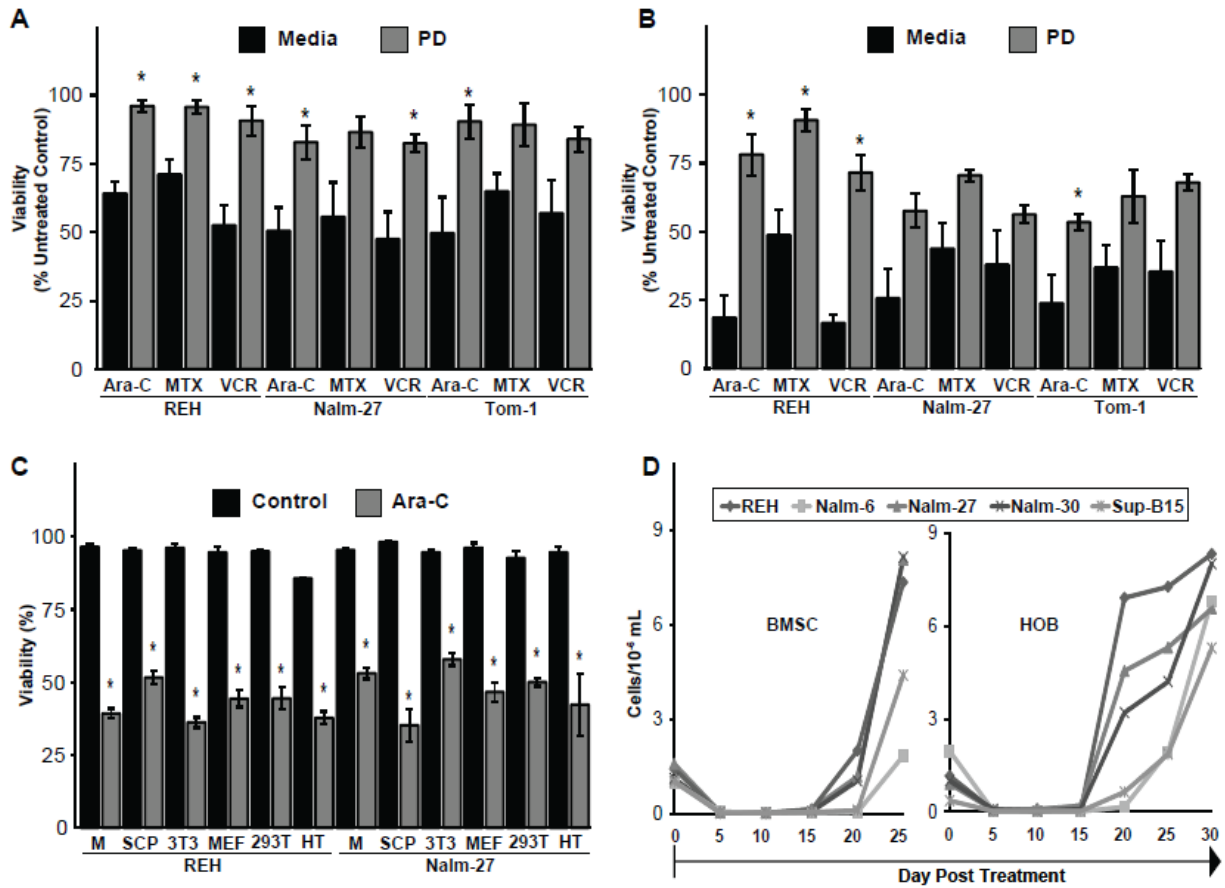 A
Media PD
Viability
(% Untreated Control)
100
75
50
25
0
* * * * * *
Ara-C MTX VCR Ara-C MTX VCR Ara-C MTX VCR
REH Nalm-27 Tom-1
B
Media PD
Viability
(% Untreated Control)
100
75
50
25
0
* * * *
Ara-C MTX VCR Ara-C MTX VCR Ara-C MTX VCR
REH Nalm-27 Tom-1
C
Control Ara-C
Viability (%)
100
75
50
25
0
* * * * * * * * * * * *
M SCP 3T3 MEF 293T HT M SCP 3T3 MEF 293T HT
REH Nalm-27
D
REH Nalm-6 Nalm-27 Nalm-30 Sup-B15
Cells/10⁻⁶ mL
9
6
3
0
BMSC
0 5 10 15 20 25
9
6
3
0
HOB
0 5 10 15 20 25 30
Day Post Treatment